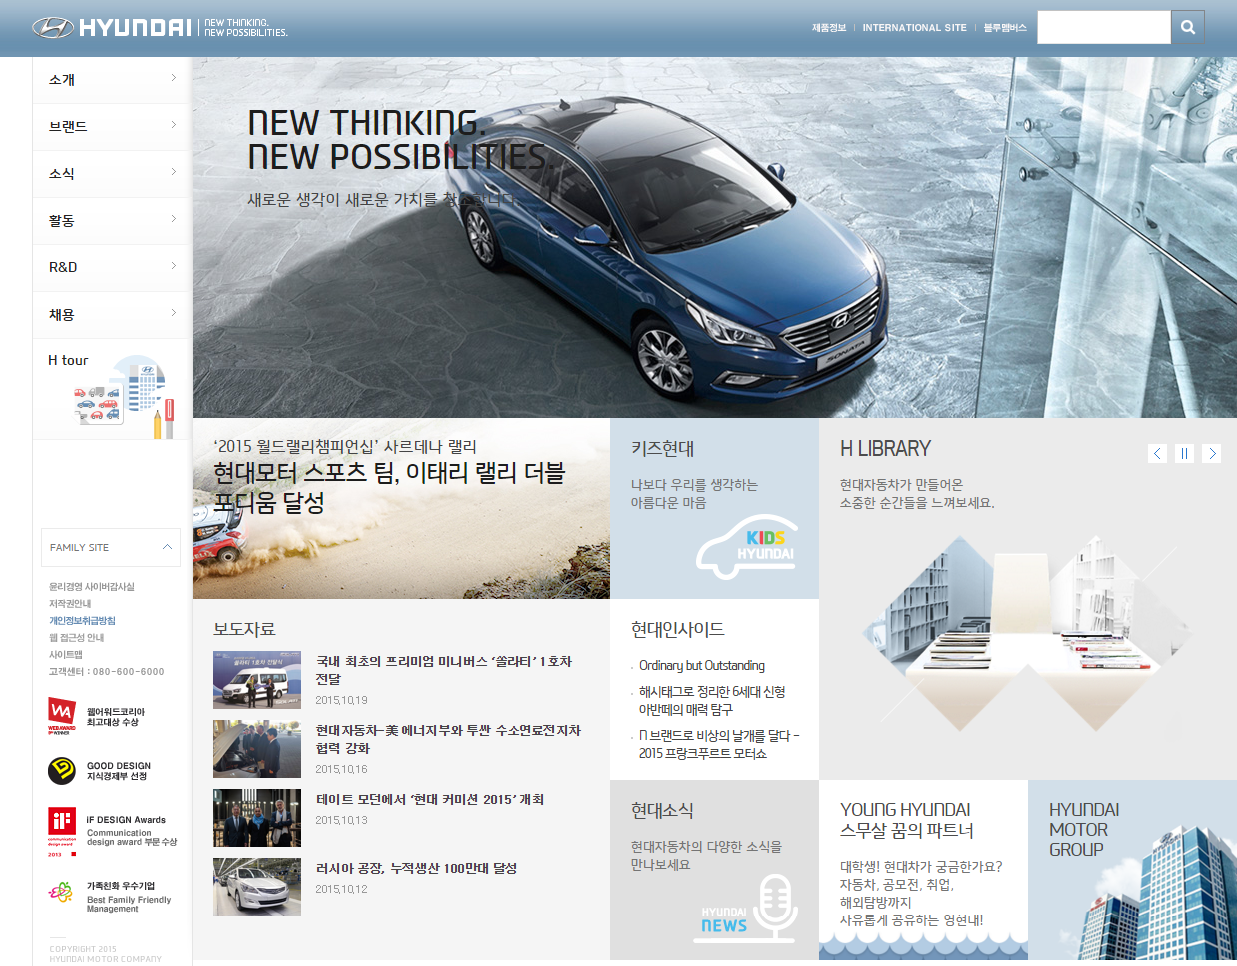 HYUNDAI
NEW THINKING.
NEW POSSIBILITIES.
제품정보
INTERNATIONAL SITE
블루멤버스
소개
브랜드
소식
활동
R&D
채용
H tour
NEW THINKING.
NEW POSSIBILITIES.
새로운 생각이 새로운 가치를 창조합니다.
SONATA
‘2015 월드랠리챔피언십’ 사르데나 랠리
현대모터 스포츠 팀, 이태리 랠리 더블
포디움 달성
키즈현대
나보다 우리를 생각하는
아름다운 마음
KIDS
HYUNDAI
H LIBRARY
현대자동차가 만들어온
소중한 순간들을 느껴보세요.
FAMILY SITE
윤리경영 사이버감사실
저작권안내
개인정보취급방침
웹 접근성 안내
사이트맵
고객센터 : 080-600-6000
WA
WEB AWARD
웹어워드코리아
최고대상 수상
GOOD DESIGN
지식경제부 선정
iF
communication
design award
2013
iF DESIGN Awards
Communication
design award 부문 수상
가족친화 우수기업
Best Family Friendly
Management
COPYRIGHT 2015
HYUNDAI MOTOR COMPANY
보도자료
쏠라티 1호차 전달식
국내 최초의 프리미엄 미니버스 ‘쏠라티’ 1호차
전달
2015.10.19
현대자동차-美 에너지부와 투싼 수소연료전지차
협력 강화
2015.10.16
테이트 모던에서 ‘현대 커미션 2015’ 개최
2015.10.13
러시아 공장, 누적생산 100만대 달성
2015.10.12
현대인사이드
Ordinary but Outstanding
해시태그로 정리한 6세대 신형
아반떼의 매력 탐구
N 브랜드로 비상의 날개를 달다 -
2015 프랑크푸르트 모터쇼
현대소식
현대자동차의 다양한 소식을
만나보세요
HYUNDAI
NEWS
YOUNG HYUNDAI
스무살 꿈의 파트너
대학생! 현대차가 궁금한가요?
자동차, 공모전, 취업,
해외탐방까지
사유롭게 공유하는 영현대!
HYUNDAI
MOTOR
GROUP